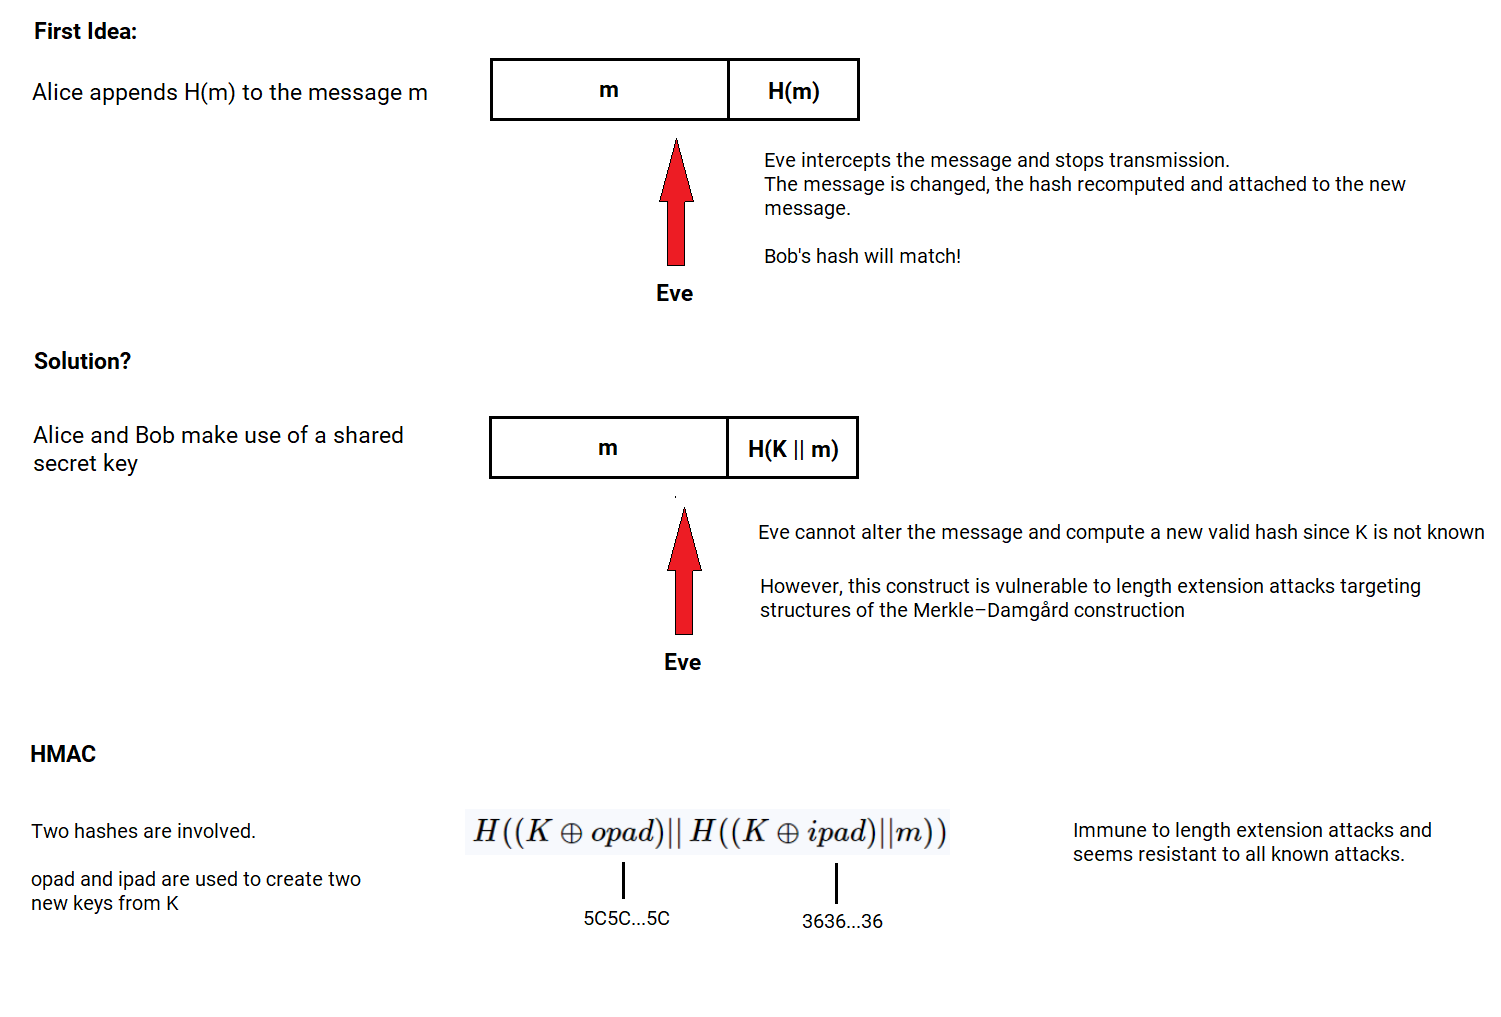 First Idea:
Alice appends H(m) to the message m
m
H(m)
Eve intercepts the message and stops transmission.
The message is changed, the hash recomputed and attached to the new
message.
Bob's hash will match!
Eve
Solution?
Alice and Bob make use of a shared
secret key
m
H(K || m)
Eve cannot alter the message and compute a new valid hash since K is not known
However, this construct is vulnerable to length extension attacks targeting
structures of the Merkle–Damgård construction
Eve
HMAC
Two hashes are involved.
opad and ipad are used to create two
new keys from K
H((K ⊕ opad)|| H((K ⊕ ipad)||m))
5C5C...5C
3636...36
Immune to length extension attacks and
seems resistant to all known attacks.